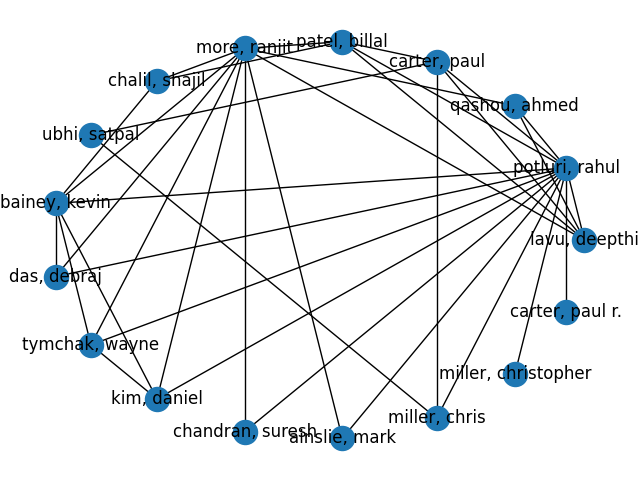 more, ranjit
patel, billal
carter, paul
chalil, shajil
qashou, ahmed
ubhi, satpal
potluri, rahul
bainey, kevin
lavu, deepthi
das, debraj
carter, paul r.
tymchak, wayne
miller, christopher
kim, daniel
miller, chris
chandran, suresh
ainslie, mark